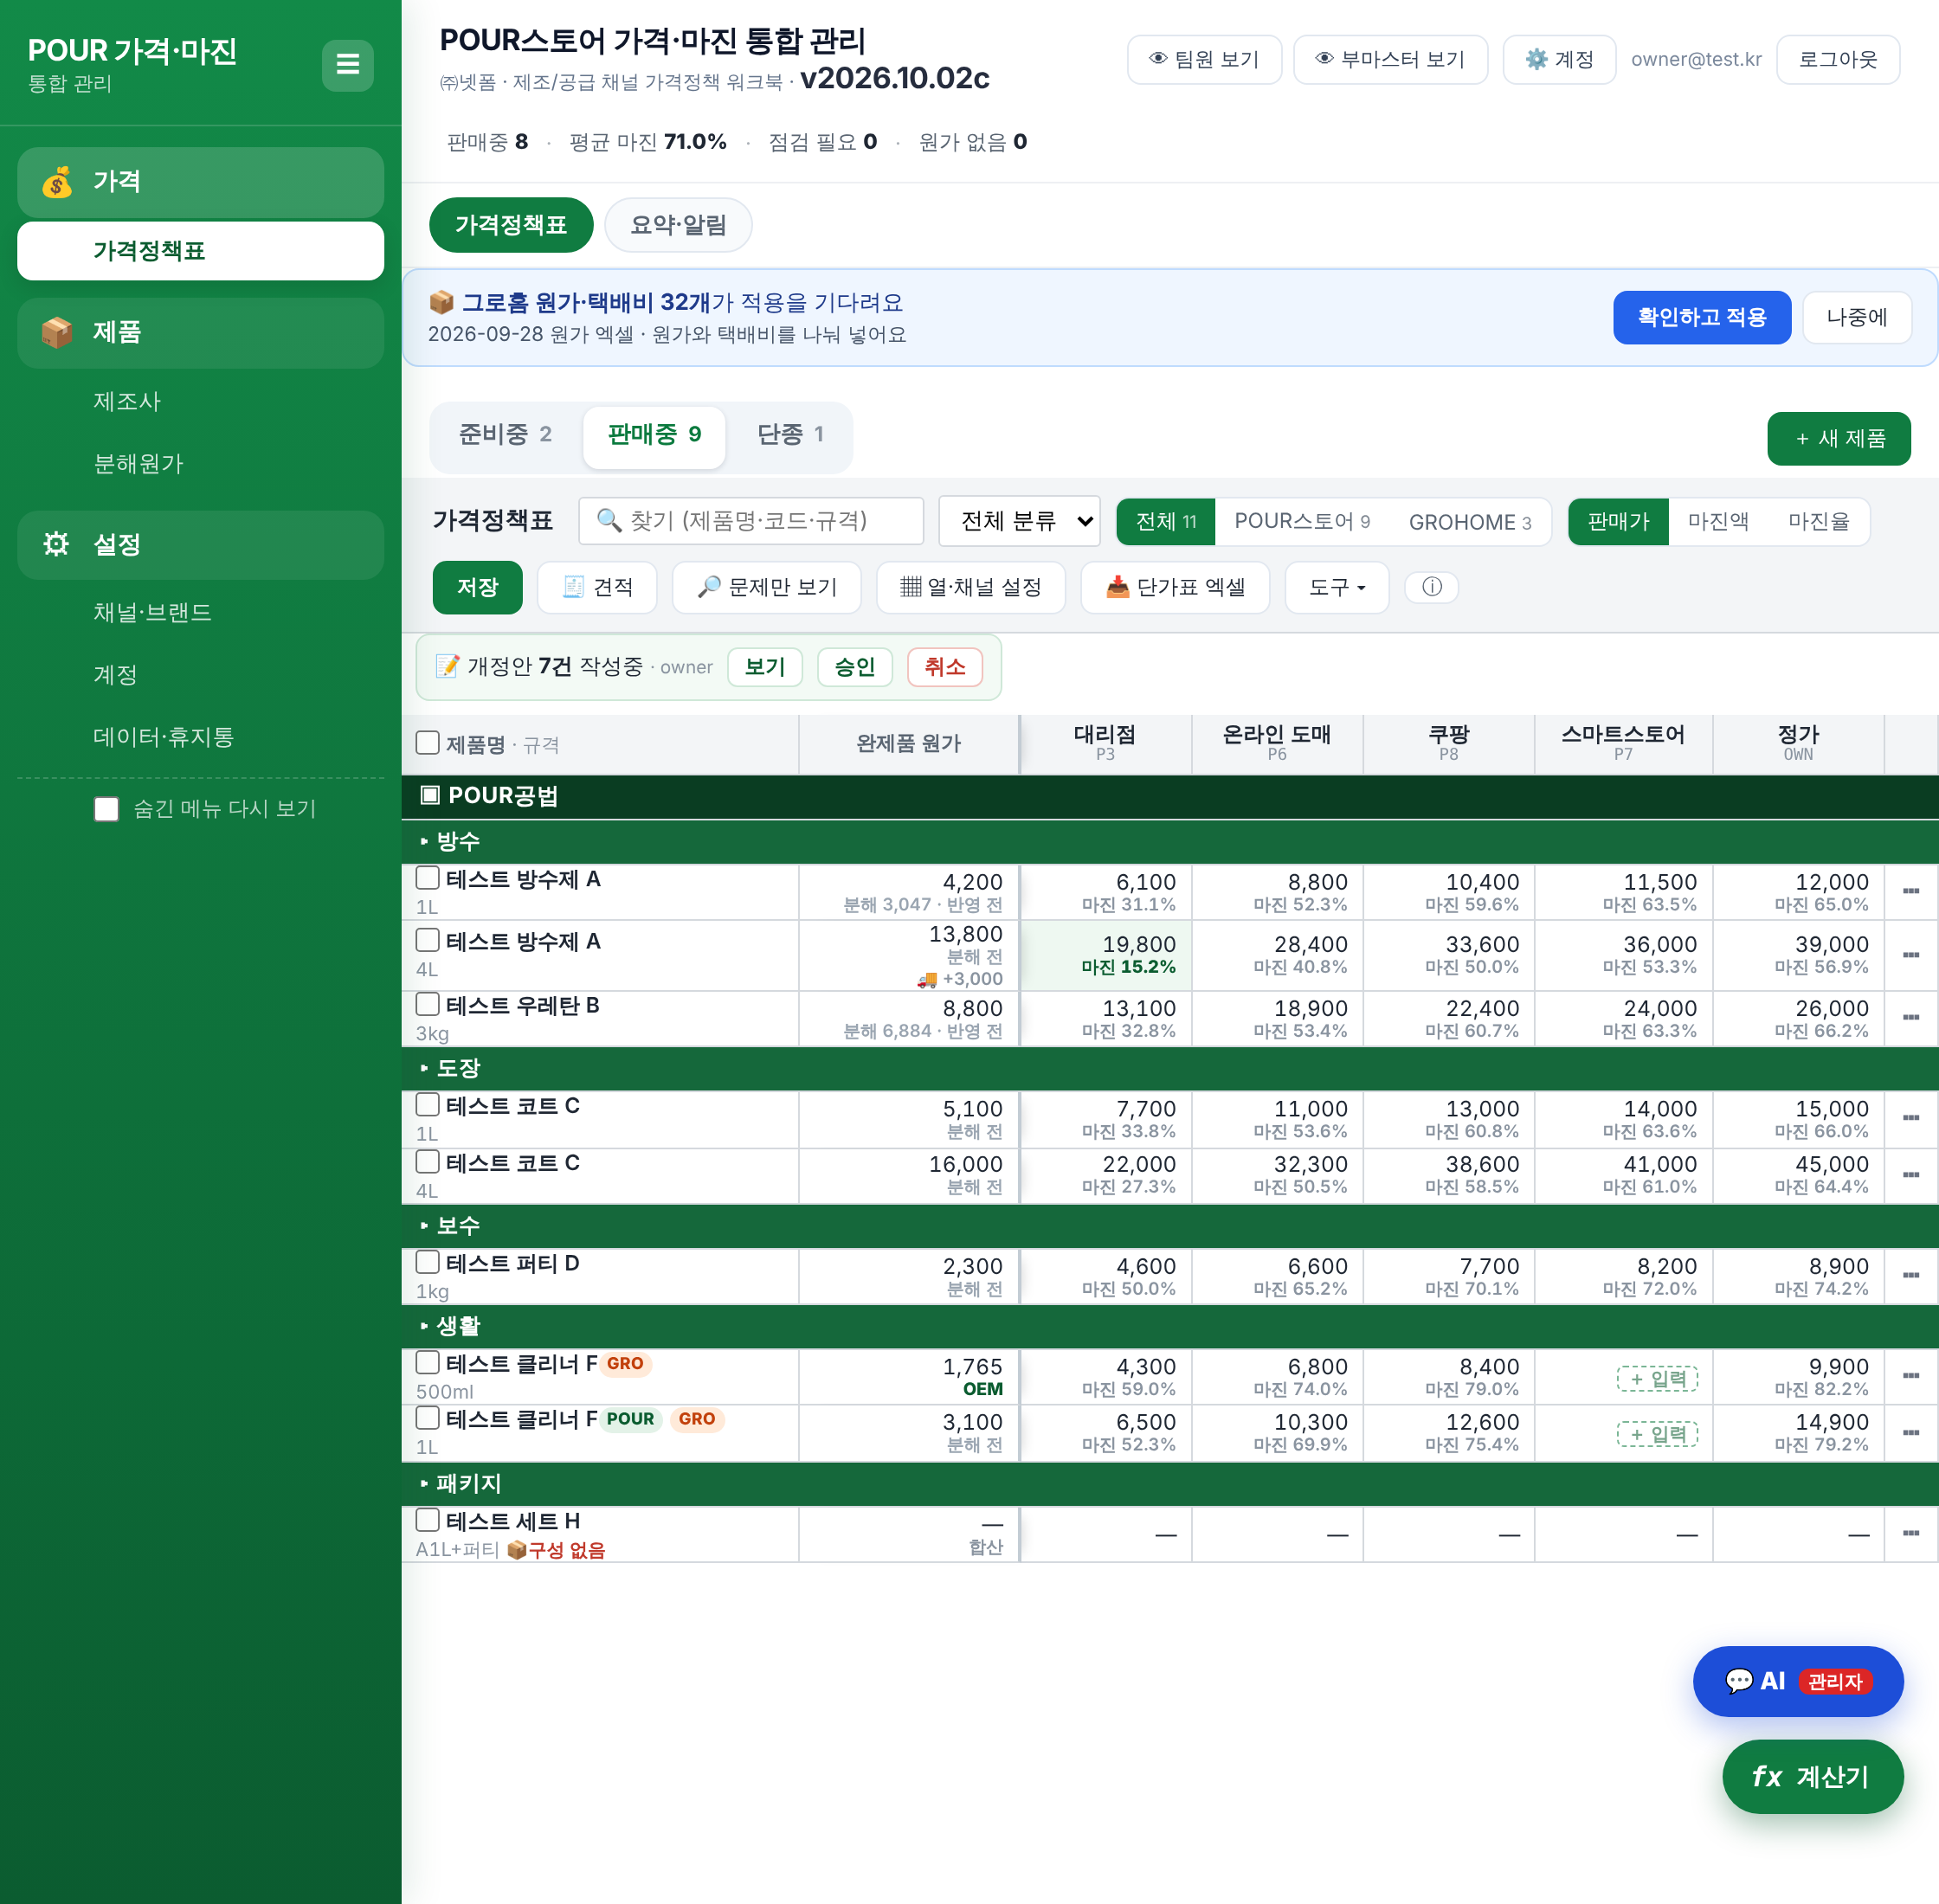 POUR 가격·마진
통합 관리
☰
💰 가격
가격정책표
📦 제품
제조사
분해원가
⚙ 설정
채널·브랜드
계정
데이터·휴지통
숨긴 메뉴 다시 보기
POUR스토어 가격·마진 통합 관리
㈜넷폼 · 제조/공급 채널 가격정책 워크북 · v2026.10.02c
👁 팀원 보기 👁 부마스터 보기 ⚙️ 계정 owner@test.kr 로그아웃
판매중 8 · 평균 마진 71.0% · 점검 필요 0 · 원가 없음 0
가격정책표 요약·알림
📦 그로홈 원가·택배비 32개가 적용을 기다려요
2026-09-28 원가 엑셀 · 원가와 택배비를 나눠 넣어요
확인하고 적용 나중에
준비중 2 판매중 9 단종 1
+ 새 제품
가격정책표 🔍 찾기 (제품명·코드·규격) 전체 분류 전체 11 POUR스토어 9 GROHOME 3 판매가 마진액 마진율
저장 🧾 견적 🔎 문제만 보기 ▦ 열·채널 설정 📥 단가표 엑셀 도구 ▾ ⓘ
📝 개정안 7건 작성중 · owner 보기 승인 취소
제품명 · 규격 완제품 원가 대리점 온라인 도매 쿠팡 스마트스토어 정가
P3 P6 P8 P7 OWN
▣ POUR공법
▸ 방수
테스트 방수제 A 4,200 6,100 8,800 10,400 11,500 12,000 ⋯
1L 분해 3,047 · 반영 전 마진 31.1% 마진 52.3% 마진 59.6% 마진 63.5% 마진 65.0%
테스트 방수제 A 13,800 19,800 28,400 33,600 36,000 39,000 ⋯
4L 분해 전 마진 15.2% 마진 40.8% 마진 50.0% 마진 53.3% 마진 56.9%
🚚 +3,000
테스트 우레탄 B 8,800 13,100 18,900 22,400 24,000 26,000 ⋯
3kg 분해 6,884 · 반영 전 마진 32.8% 마진 53.4% 마진 60.7% 마진 63.3% 마진 66.2%
▸ 도장
테스트 코트 C 5,100 7,700 11,000 13,000 14,000 15,000 ⋯
1L 분해 전 마진 33.8% 마진 53.6% 마진 60.8% 마진 63.6% 마진 66.0%
테스트 코트 C 16,000 22,000 32,300 38,600 41,000 45,000 ⋯
4L 분해 전 마진 27.3% 마진 50.5% 마진 58.5% 마진 61.0% 마진 64.4%
▸ 보수
테스트 퍼티 D 2,300 4,600 6,600 7,700 8,200 8,900 ⋯
1kg 분해 전 마진 50.0% 마진 65.2% 마진 70.1% 마진 72.0% 마진 74.2%
▸ 생활
테스트 클리너 F GRO 1,765 4,300 6,800 8,400 + 입력 9,900 ⋯
500ml OEM 마진 59.0% 마진 74.0% 마진 79.0% 마진 82.2%
테스트 클리너 F POUR GRO 3,100 6,500 10,300 12,600 + 입력 14,900 ⋯
1L 분해 전 마진 52.3% 마진 69.9% 마진 75.4% 마진 79.2%
▸ 패키지
테스트 세트 H — — — — — — ⋯
A1L+퍼티 📦구성 없음 합산
💬 AI 관리자
fx 계산기